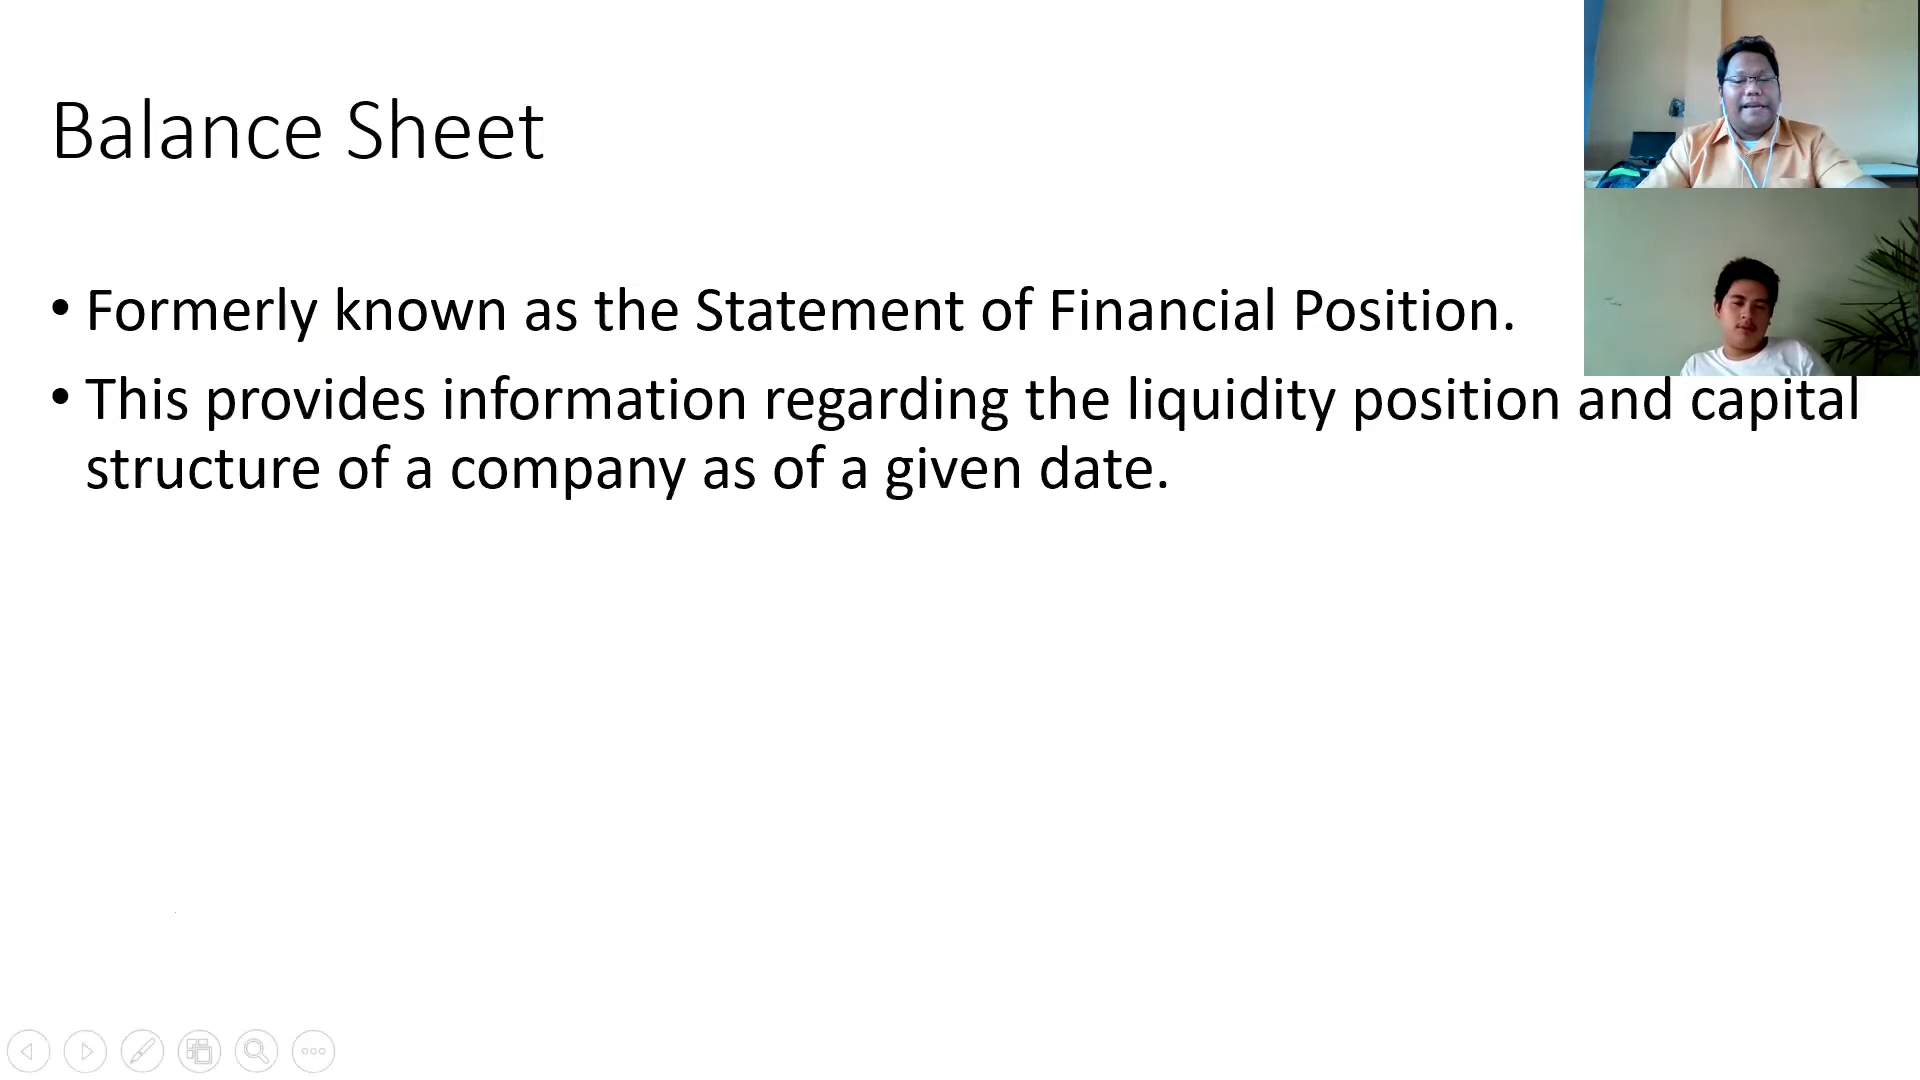 Balance Sheet
• Formerly known as the Statement of Financial Position.
• This provides information regarding the liquidity position and capital
structure of a company as of a given date.